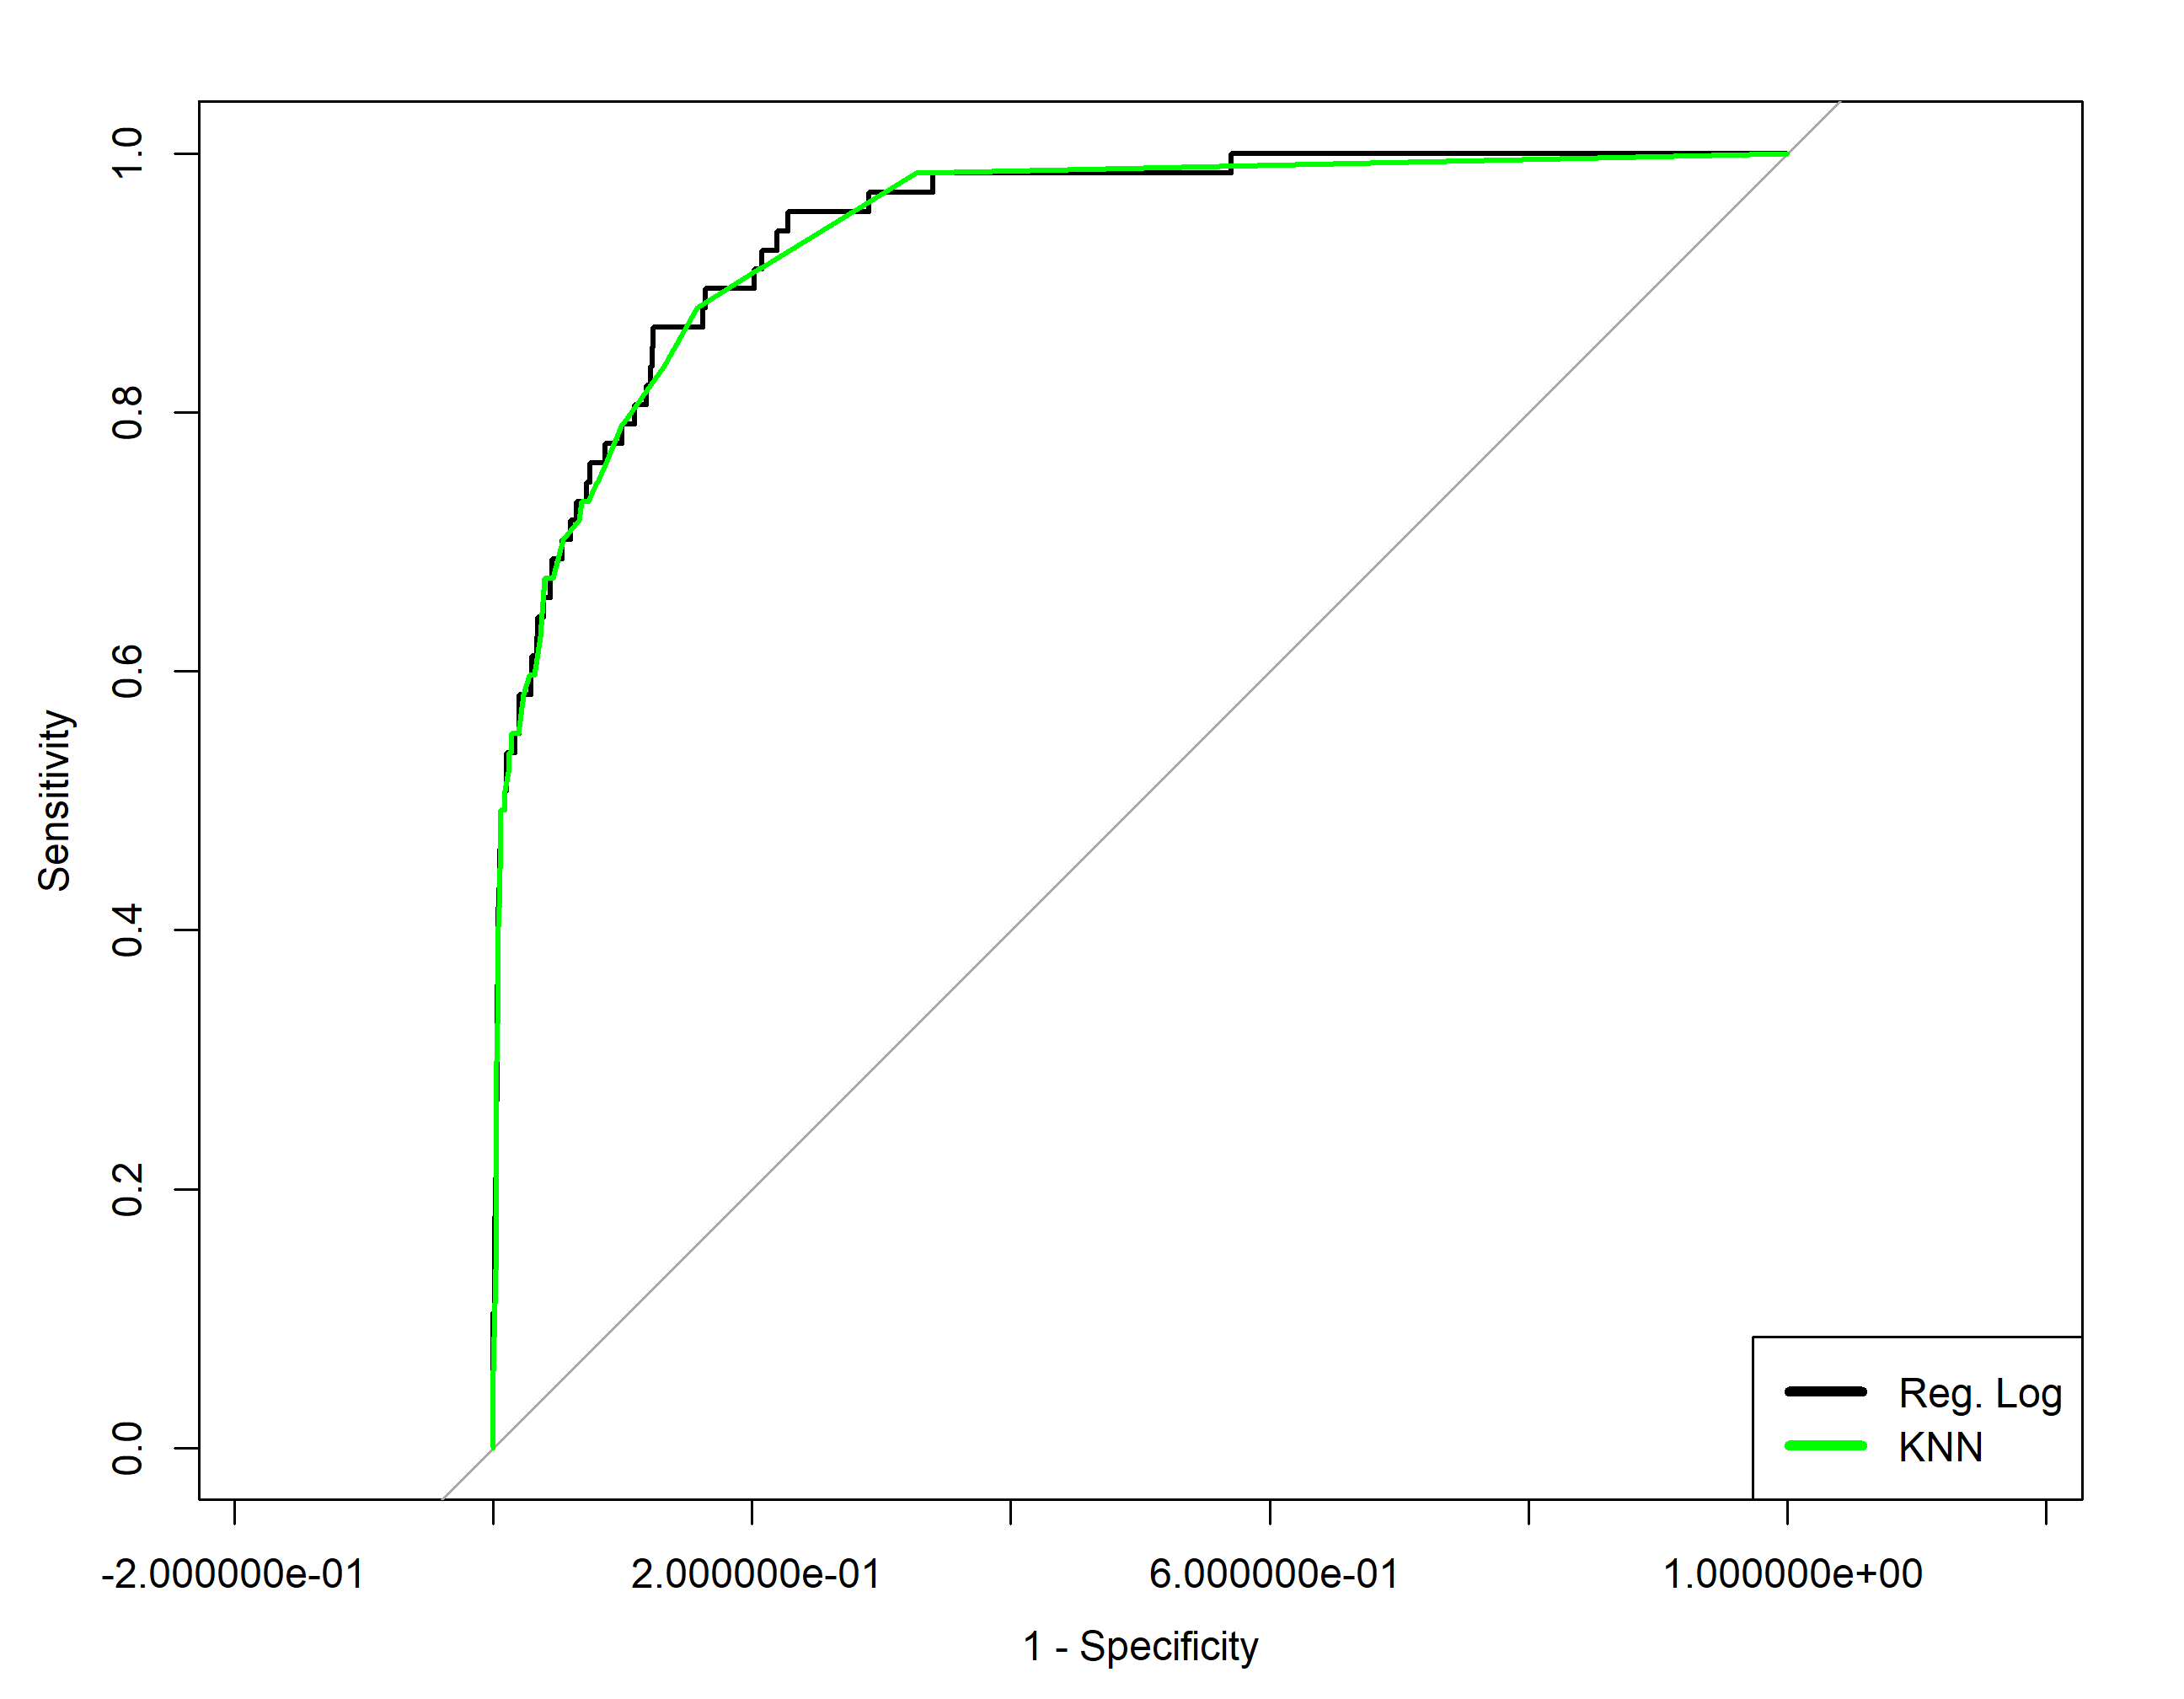 1.0
0.8
0.6
0.4
0.2
0.0
Sensitivity
-2.000000e-01
2.000000e-01
6.000000e-01
1.000000e+00
1 - Specificity
Reg. Log
KNN